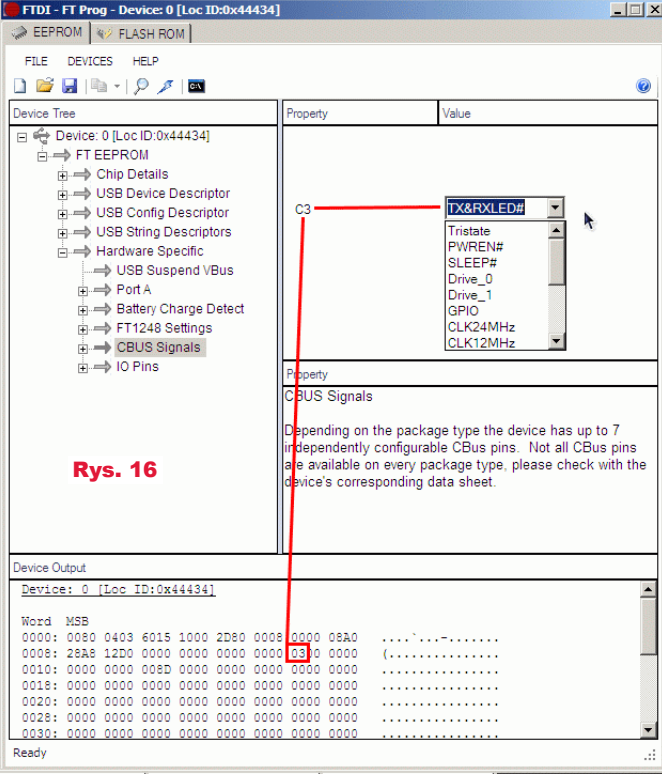 FTDI - FT Prog - Device: 0 [Loc ID:0x44434]
EEPROM FLASH ROM
FILE DEVICES HELP
Device Tree
Device: 0 [Loc ID:0x44434]
FT EEPROM
Chip Details
USB Device Descriptor
USB Config Descriptor
USB String Descriptors
Hardware Specific
USB Suspend VBus
Port A
Battery Charge Detect
FT1248 Settings
CBUS Signals
IO Pins
Rys. 16
Property Value
C3 TX&RXLED#
Tristate
PWREN#
SLEEP#
Drive_0
Drive_1
GPIO
CLK24MHz
CLK12MHz
Property
CBUS Signals
Depending on the package type the device has up to 7
independently configurable CBus pins. Not all CBus pins
are available on every package type, please check with the
device's corresponding data sheet.
Device Output
Device: 0 [Loc ID:0x44434]
Word MSB
0000: 0080 0403 6015 1000 2D80 0008 0000 08A0 ....`...-.......
0008: 28A8 12D0 0000 0000 0000 0000 0300 0000 (...............
0010: 0000 0000 008D 0000 0000 0000 0000 0000 ................
0018: 0000 0000 0000 0000 0000 0000 0000 0000 ................
0020: 0000 0000 0000 0000 0000 0000 0000 0000 ................
0028: 0000 0000 0000 0000 0000 0000 0000 0000 ................
0030: 0000 0000 0000 0000 0000 0000 0000 0000 ................
Ready